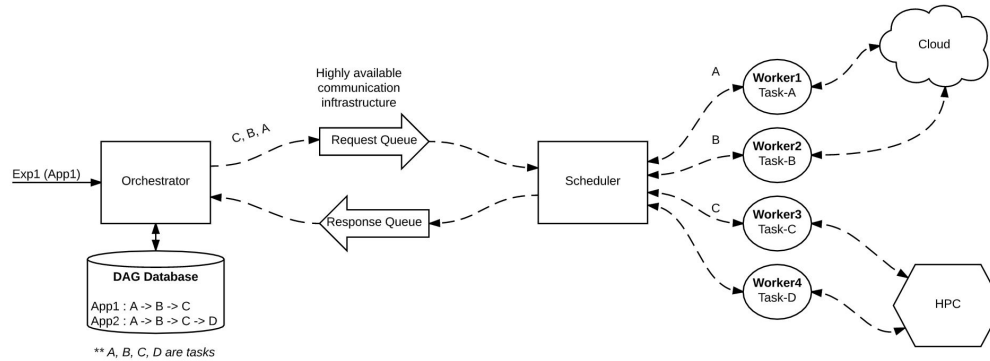 Exp1 (App1)
Orchestrator
DAG Database
App1 : A -> B -> C
App2 : A -> B -> C -> D
** A, B, C, D are tasks
C, B, A
Highly available
communication
inftrastructure
Request Queue
Response Queue
Scheduler
A
Worker1
Task-A
B
Worker2
Task-B
C
Worker3
Task-C
Worker4
Task-D
Cloud
HPC